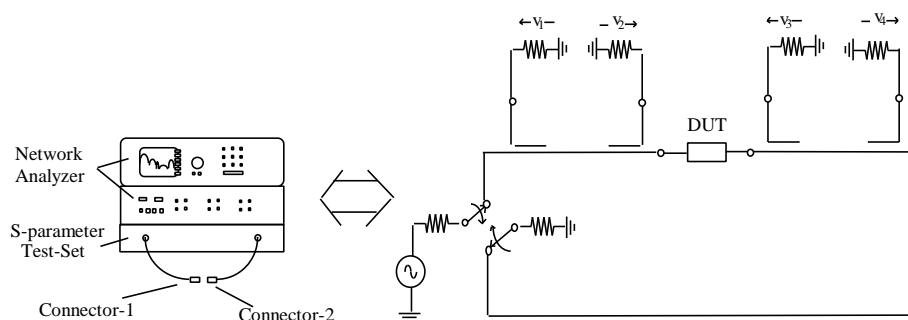 v1
v2
v3
v4
DUT
Network
Analyzer
S-parameter
Test-Set
Connector-1
Connector-2